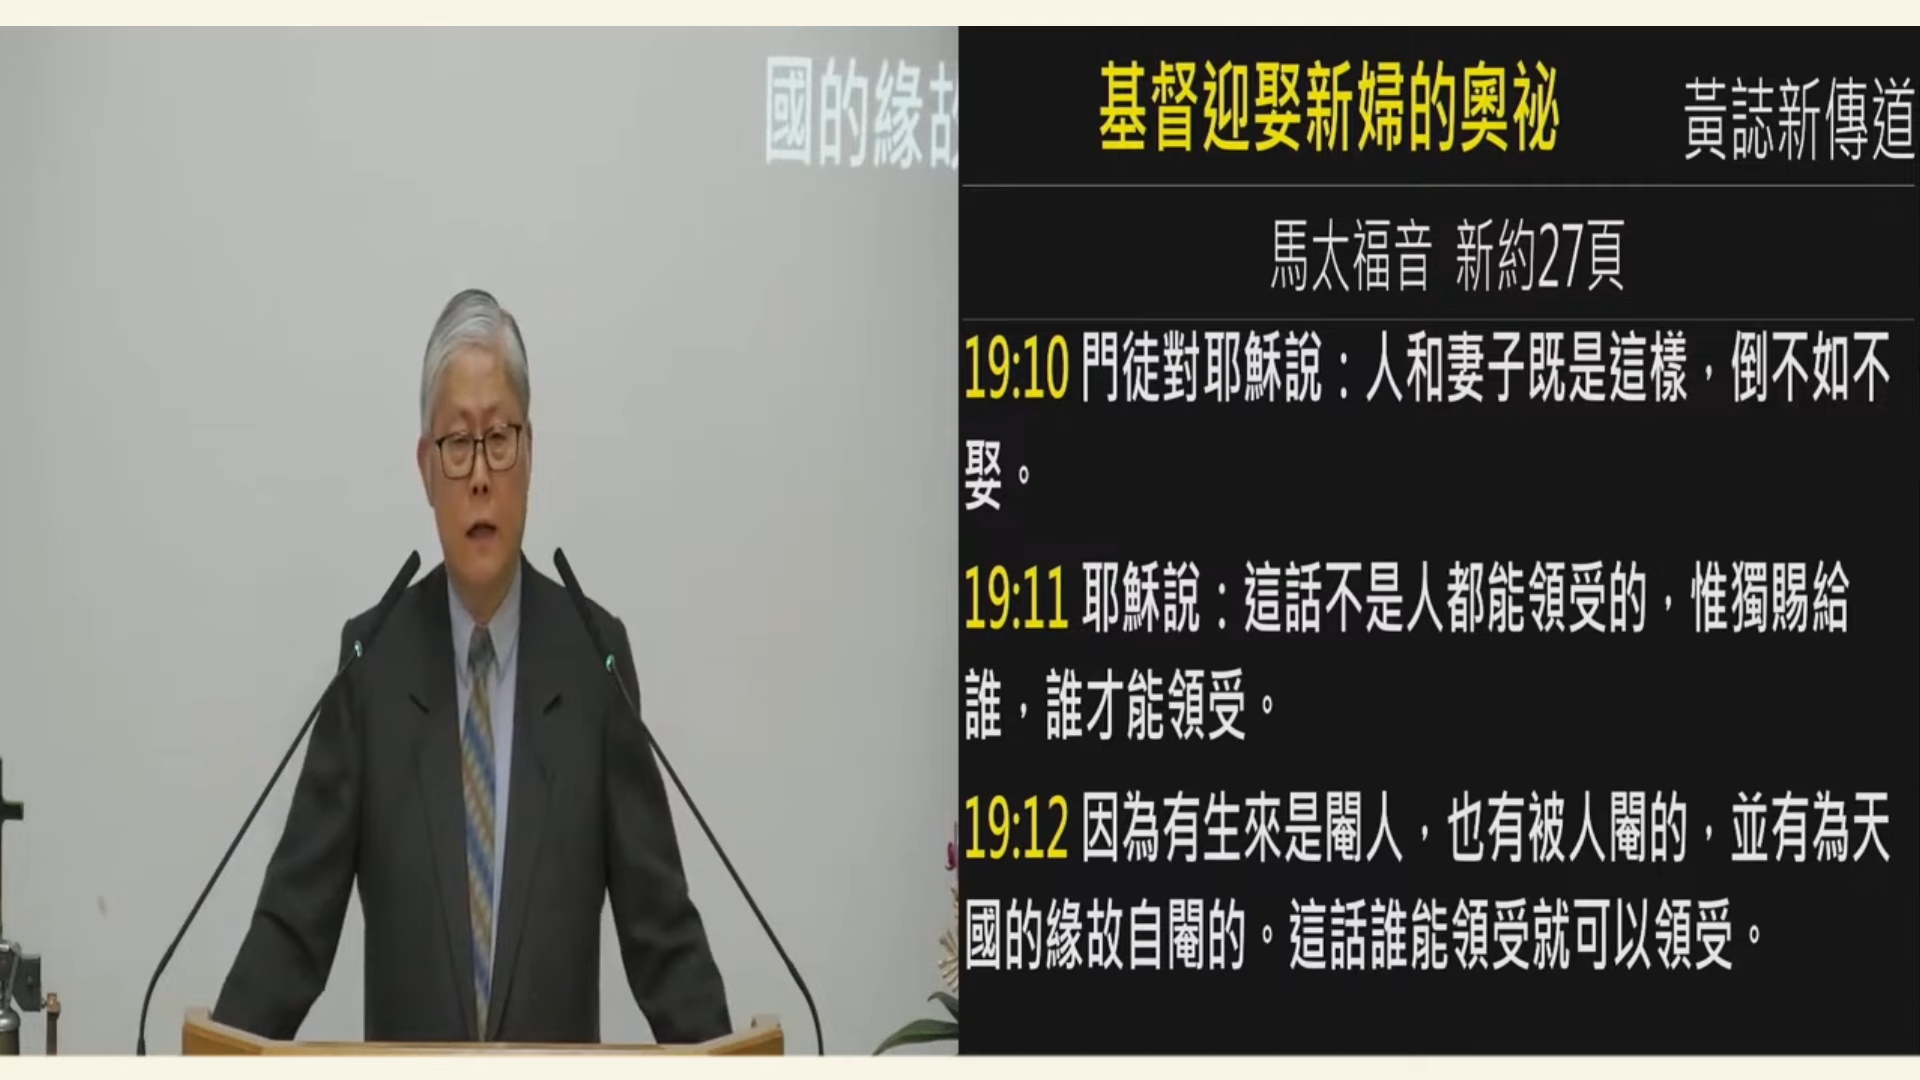 國的緣故
基督迎娶新婦的奧祕
黃誌新傳道
馬太福音 新約27頁
19:10 門徒對耶穌說：人和妻子既是這樣，倒不如不
娶。
19:11 耶穌說：這話不是人都能領受的，惟獨賜給
誰，誰才能領受。
19:12 因為有生來是閹人，也有被人閹的，並有為天
國的緣故自閹的。這話誰能領受就可以領受。